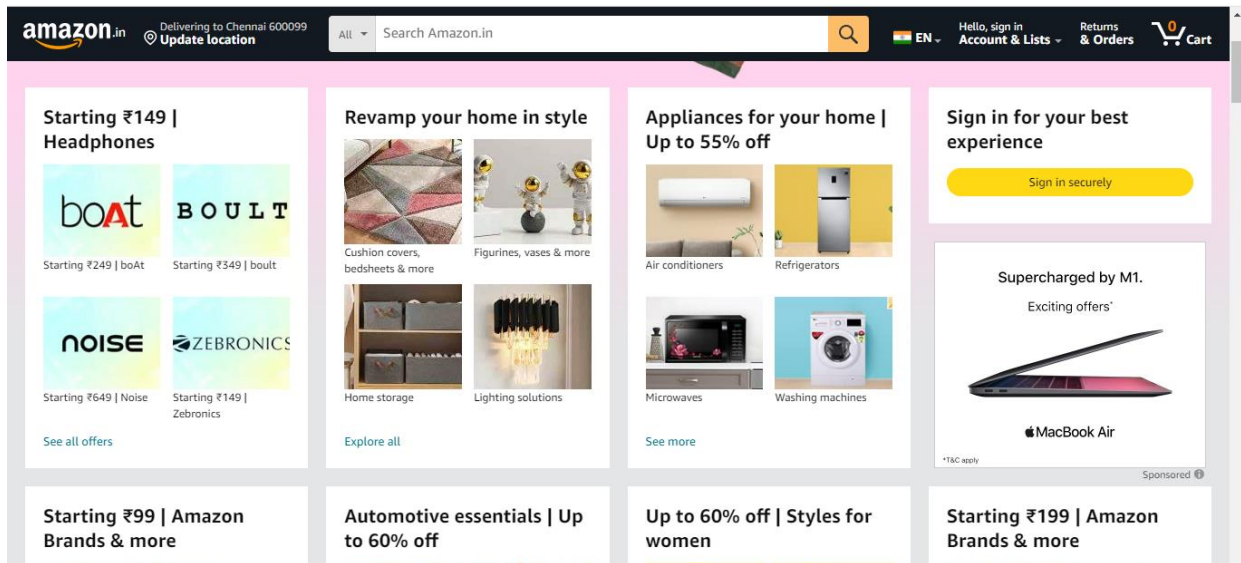 amazon.in
Delivering to Chennai 600099
Update location
All
Search Amazon.in
EN
Hello, sign in
Account & Lists
Returns
& Orders
0
Cart
Starting ₹149 |
Headphones
boAt
BOULT
Starting ₹249 | boAt
Starting ₹349 | boult
NOISE
ZEBRONICS
Starting ₹649 | Noise
Starting ₹149 |
Zebronics
See all offers
Revamp your home in style
Cushion covers,
bedsheets & more
Figurines, vases & more
Home storage
Lighting solutions
Explore all
Appliances for your home |
Up to 55% off
Air conditioners
Refrigerators
Microwaves
Washing machines
See more
Sign in for your best
experience
Sign in securely
Supercharged by M1.
Exciting offers*
MacBook Air
*T&C apply
Sponsored
Starting ₹99 | Amazon
Brands & more
Automotive essentials | Up
to 60% off
Up to 60% off | Styles for
women
Starting ₹199 | Amazon
Brands & more